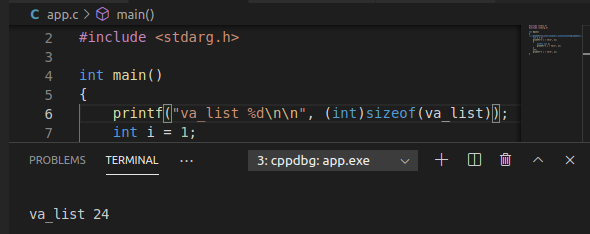 C app.c > main()
2 #include <stdarg.h>
3
4 int main()
5 {
6 printf("va_list %d\n\n", (int)sizeof(va_list));
7 int i = 1;
PROBLEMS TERMINAL ... 3: cppdbg: app.exe
va_list 24